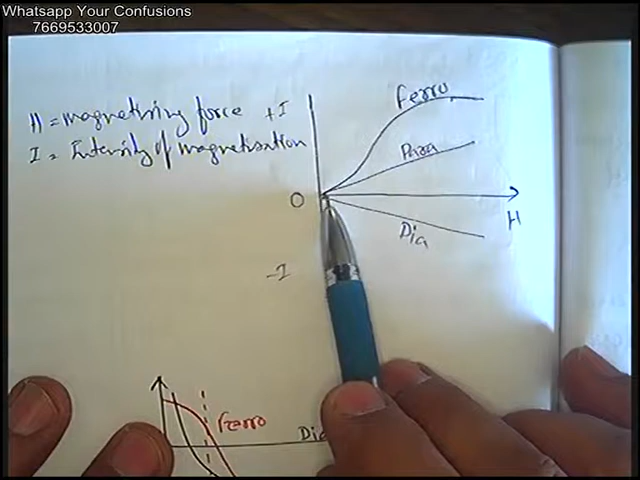 Whatsapp Your Confusions
7669533007
H = magnetising force
I = Intensity of magnetisation
+I
Ferro
Para
O
H
Dia
-I
Ferro
Dia